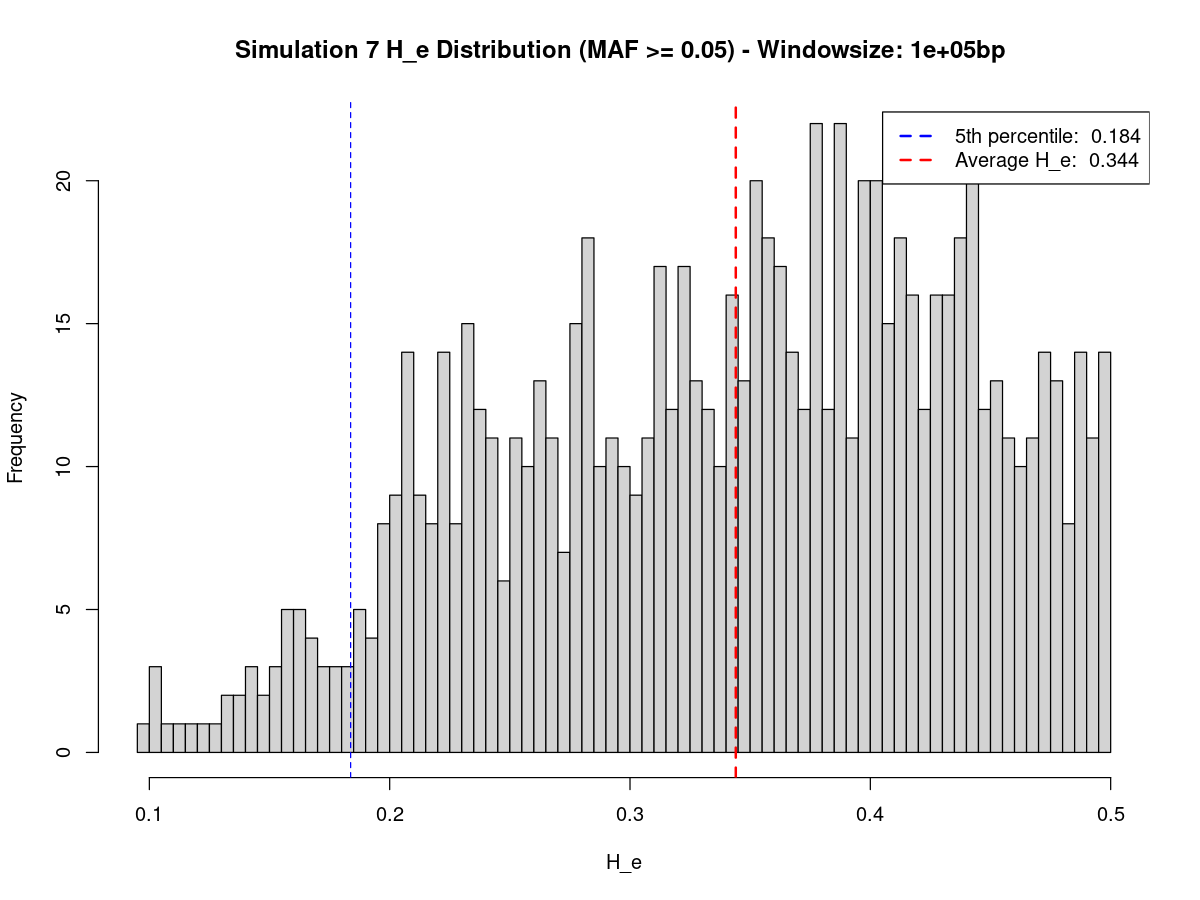 Simulation 7 H_e Distribution (MAF >= 0.05) - Windowsize: 1e+05bp
5th percentile:  0.184
Average H_e:  0.344
Frequency
20
15
10
5
0
0.1 0.2 0.3 0.4 0.5
H_e